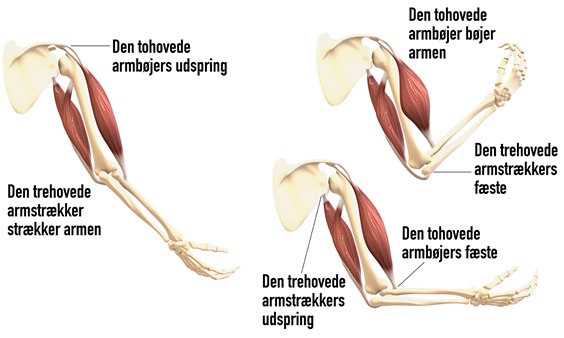 Den tohovede
armbøjers udspring
Den trehovede
armstrækker
strækker armen
Den tohovede
armbøjer bøjer
armen
Den trehovede
armstrækkers
fæste
Den tohovede
armbøjers fæste
Den trehovede
armstrækkers
udspring